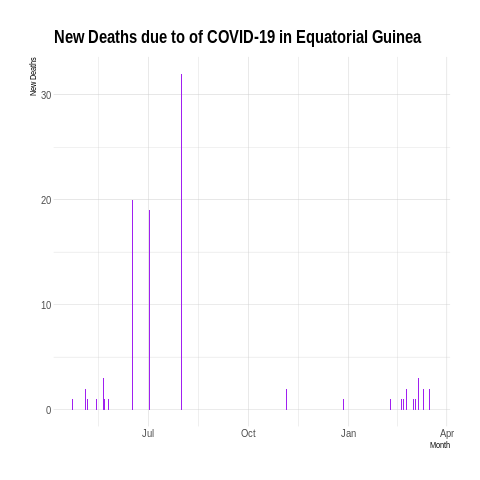 New Deaths due to of COVID-19 in Equatorial Guinea
New Deaths
30
20
10
0
Jul
Oct
Jan
Apr
Month